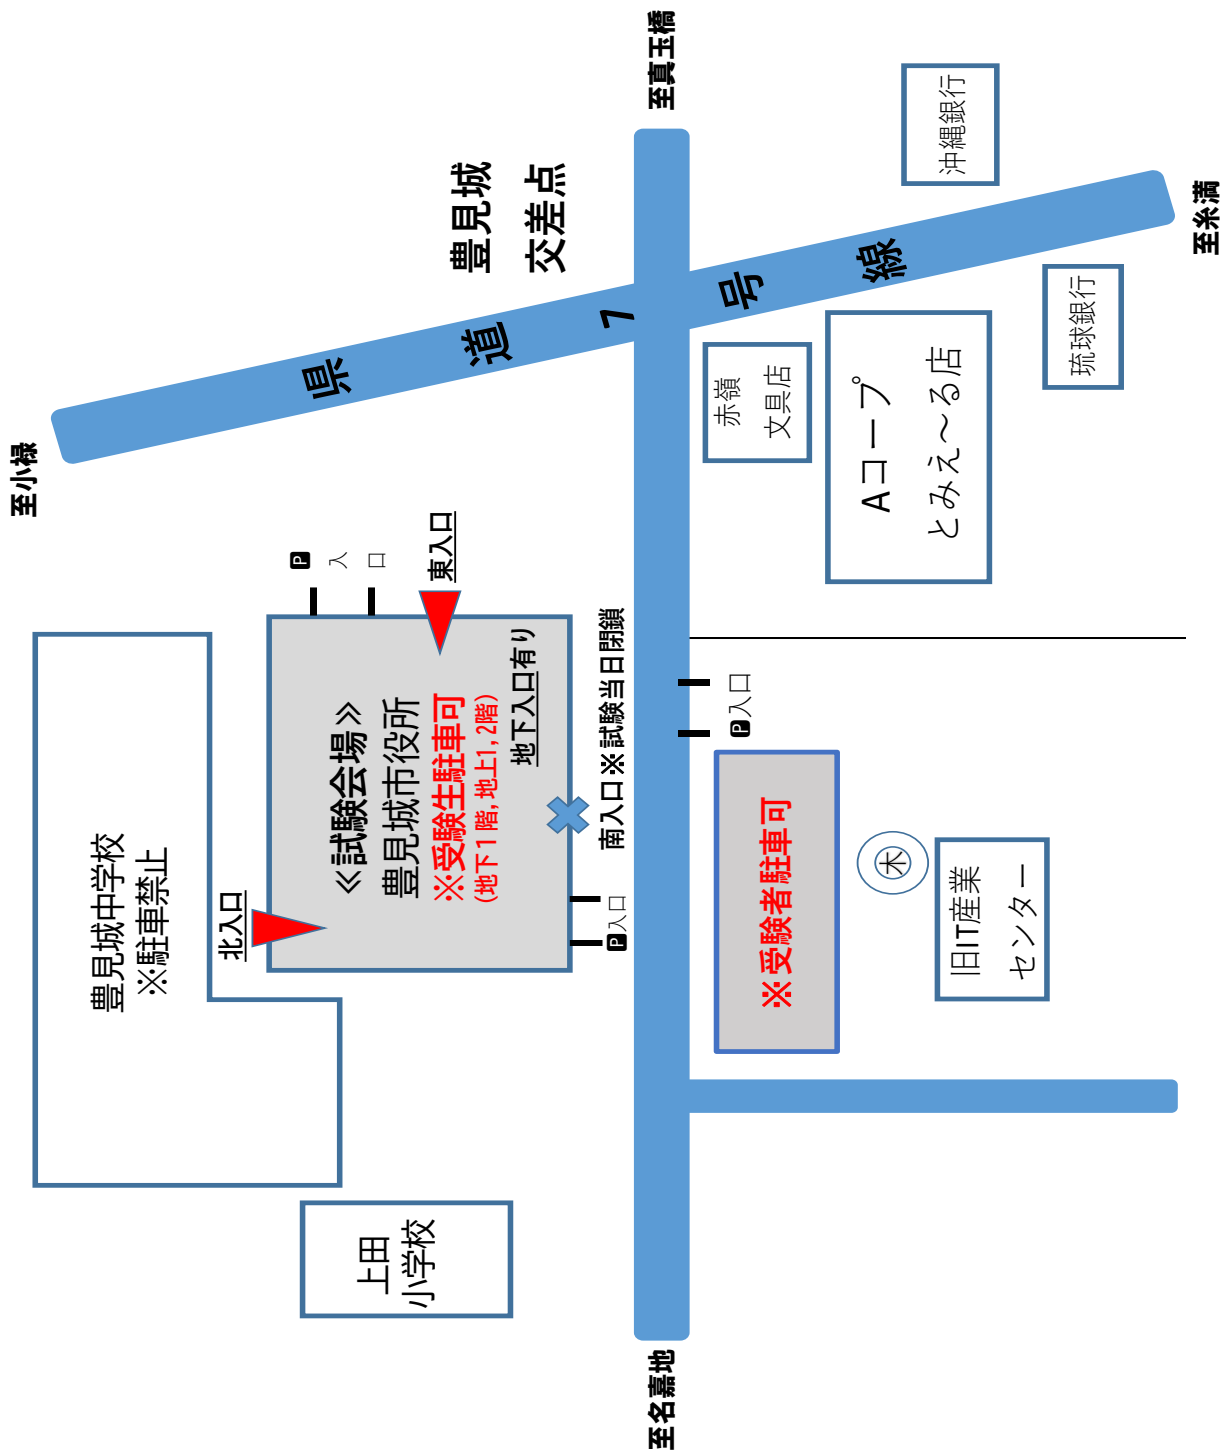 至小禄
豊見城中学校
※駐車禁止
上田
小学校
北入口
≪試験会場≫
豊見城市役所
※受験生駐車可
(地下1階,地上1,2階)
地下入口有り
P
入
口
東入口
南入口※試験当日閉鎖
P入口
県道7号線
豊見城
交差点
至真玉橋
至名嘉地
P入口
※受験者駐車可
木
旧IT産業
センター
赤嶺
文具店
Aコープ
とみえ～る店
沖縄銀行
琉球銀行
至糸満